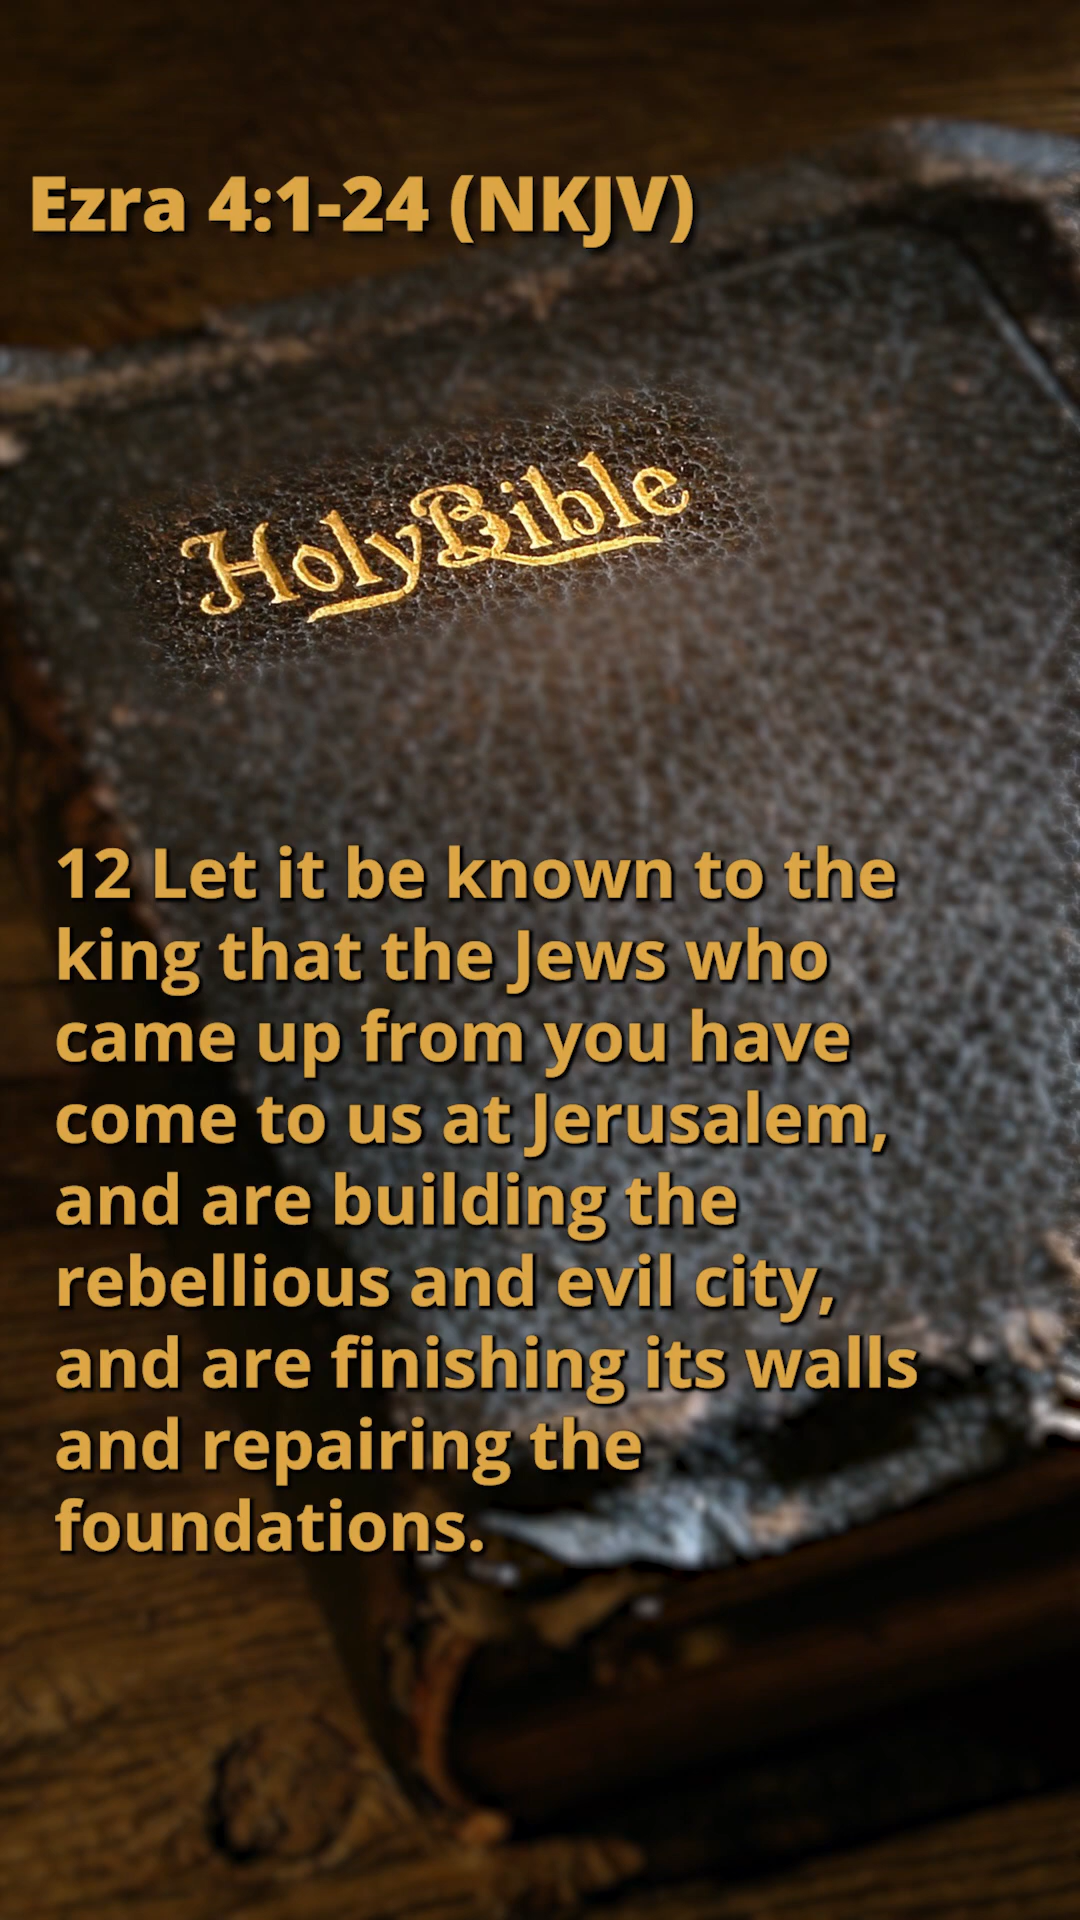 Ezra 4:1-24 (NKJV)
Holy Bible
12 Let it be known to the
king that the Jews who
came up from you have
come to us at Jerusalem,
and are building the
rebellious and evil city,
and are finishing its walls
and repairing the
foundations.